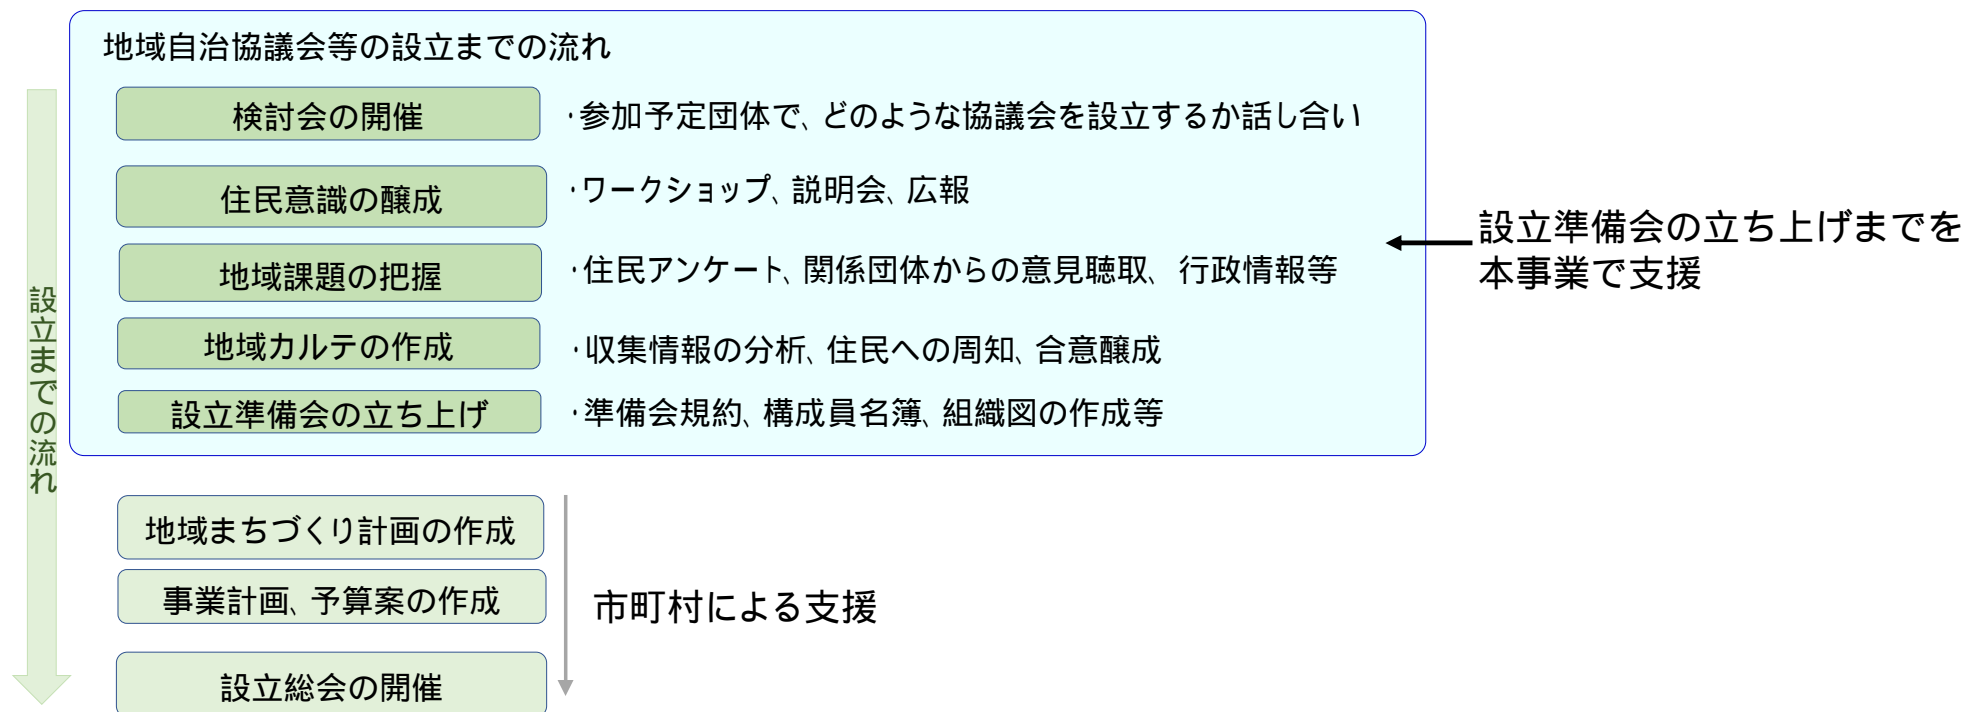 地域自治協議会等の設立までの流れ
検討会の開催
・参加予定団体で、どのような協議会を設立するか話し合い
住民意識の醸成
・ワークショップ、説明会、広報
地域課題の把握
・住民アンケート、関係団体からの意見聴取、行政情報等
地域カルテの作成
・収集情報の分析、住民への周知、合意醸成
設立準備会の立ち上げ
・準備会規約、構成員名簿、組織図の作成等
設立準備会の立ち上げまでを
本事業で支援
設立までの流れ
地域まちづくり計画の作成
事業計画、予算案の作成
設立総会の開催
市町村による支援